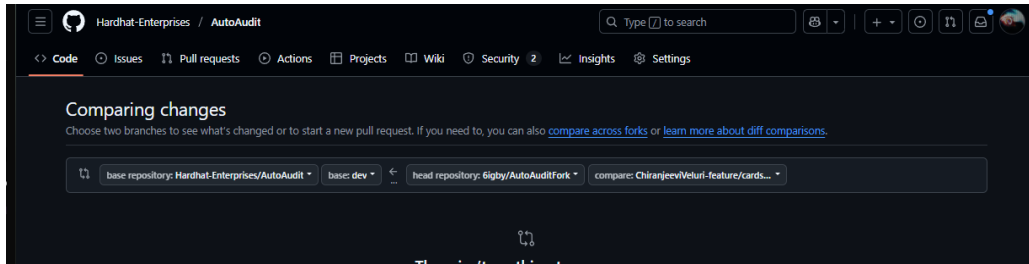 Hardhat-Enterprises / AutoAudit
Type / to search
Code Issues Pull requests Actions Projects Wiki Security 2 Insights Settings
Comparing changes
Choose two branches to see what's changed or to start a new pull request. If you need to, you can also compare across forks or learn more about diff comparisons.
base repository: Hardhat-Enterprises/AutoAudit base: dev ... head repository: 6igby/AutoAuditFork compare: ChiranjeeviVeluri-feature/cards...